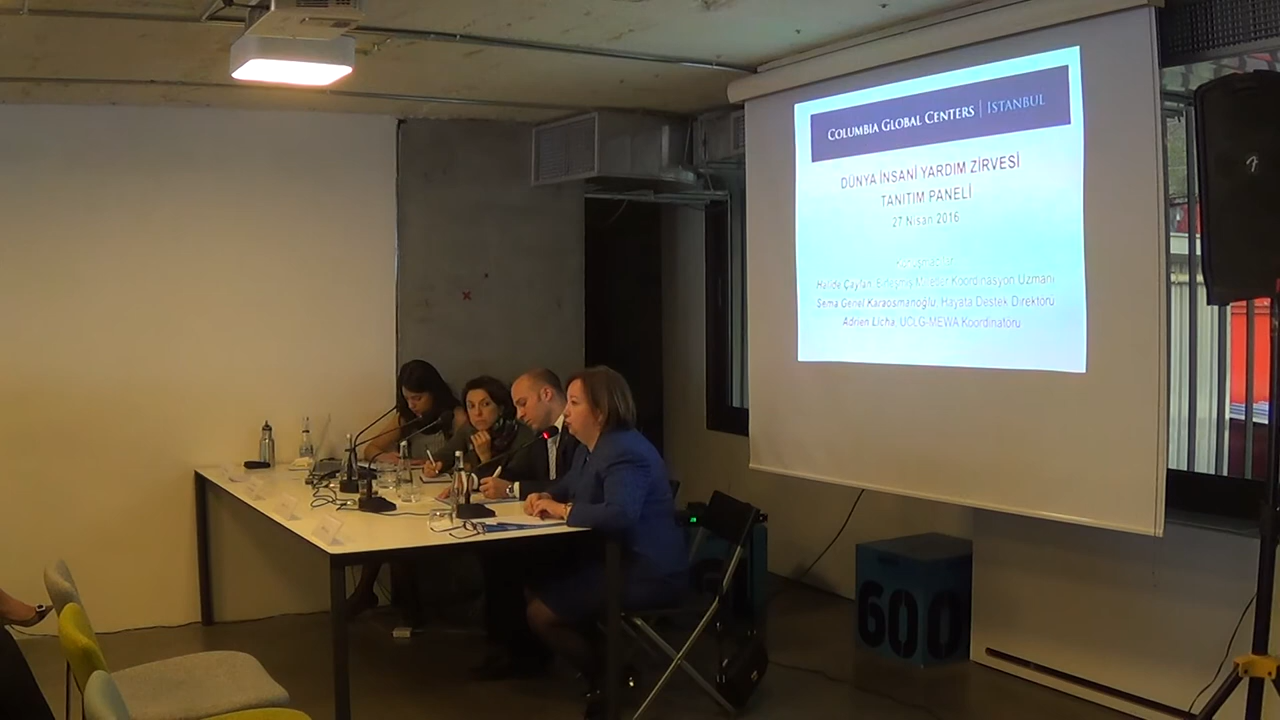 COLUMBIA GLOBAL CENTERS | ISTANBUL
DÜNYA İNSANİ YARDIM ZİRVESİ
TANITIM PANELİ
27 Nisan 2016
Konuşmacılar
Halide Çaylan, Birleşmiş Milletler Koordinasyon Uzmanı
Sema Genel Karaosmanoğlu, Hayata Destek Direktörü
Adrien Licha, UCLG-MEWA Koordinatörü
600